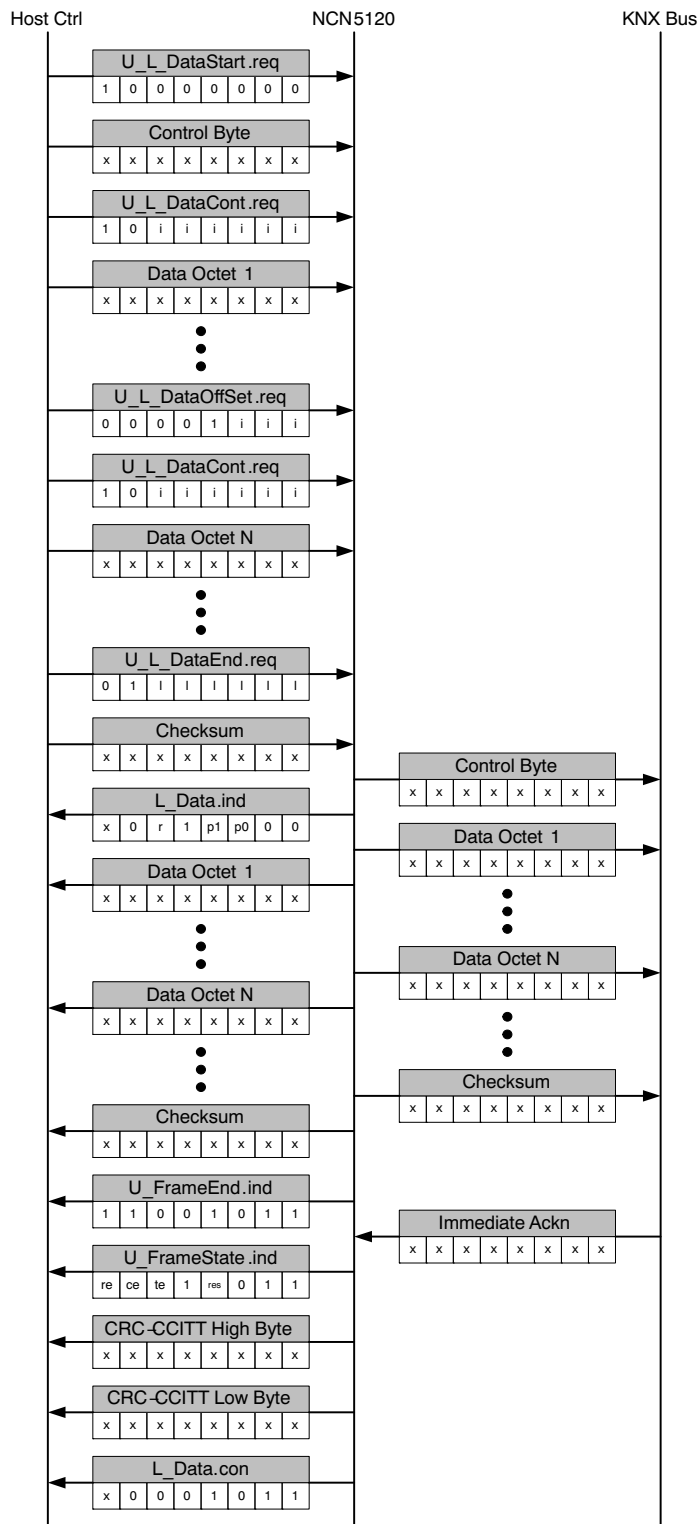 Host Ctrl NCN5120 KNX Bus
U_L_DataStart.req
1 0 0 0 0 0 0 0
Control Byte
x x x x x x x x
U_L_DataCont.req
1 0 i i i i i i
Data Octet 1
x x x x x x x x
U_L_DataOffSet.req
0 0 0 0 1 i i i
U_L_DataCont.req
1 0 i i i i i i
Data Octet N
x x x x x x x x
U_L_DataEnd.req
0 1 l l l l l l
Checksum
x x x x x x x x
Control Byte
x x x x x x x x
L_Data.ind
x 0 r 1 p1 p0 0 0
Data Octet 1
x x x x x x x x
Data Octet 1
x x x x x x x x
Data Octet N
x x x x x x x x
Data Octet N
x x x x x x x x
Checksum
x x x x x x x x
Checksum
x x x x x x x x
U_FrameEnd.ind
1 1 0 0 1 0 1 1
Immediate Ackn
x x x x x x x x
U_FrameState.ind
re ce te 1 res 0 1 1
CRC-CCITT High Byte
x x x x x x x x
CRC-CCITT Low Byte
x x x x x x x x
L_Data.con
x 0 0 0 1 0 1 1